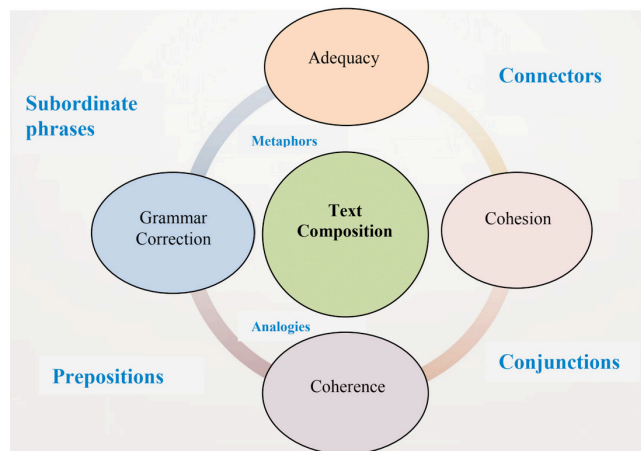 Adequacy
Connectors
Subordinate
phrases
Metaphors
Text
Composition
Grammar
Correction
Cohesion
Analogies
Prepositions
Conjunctions
Coherence